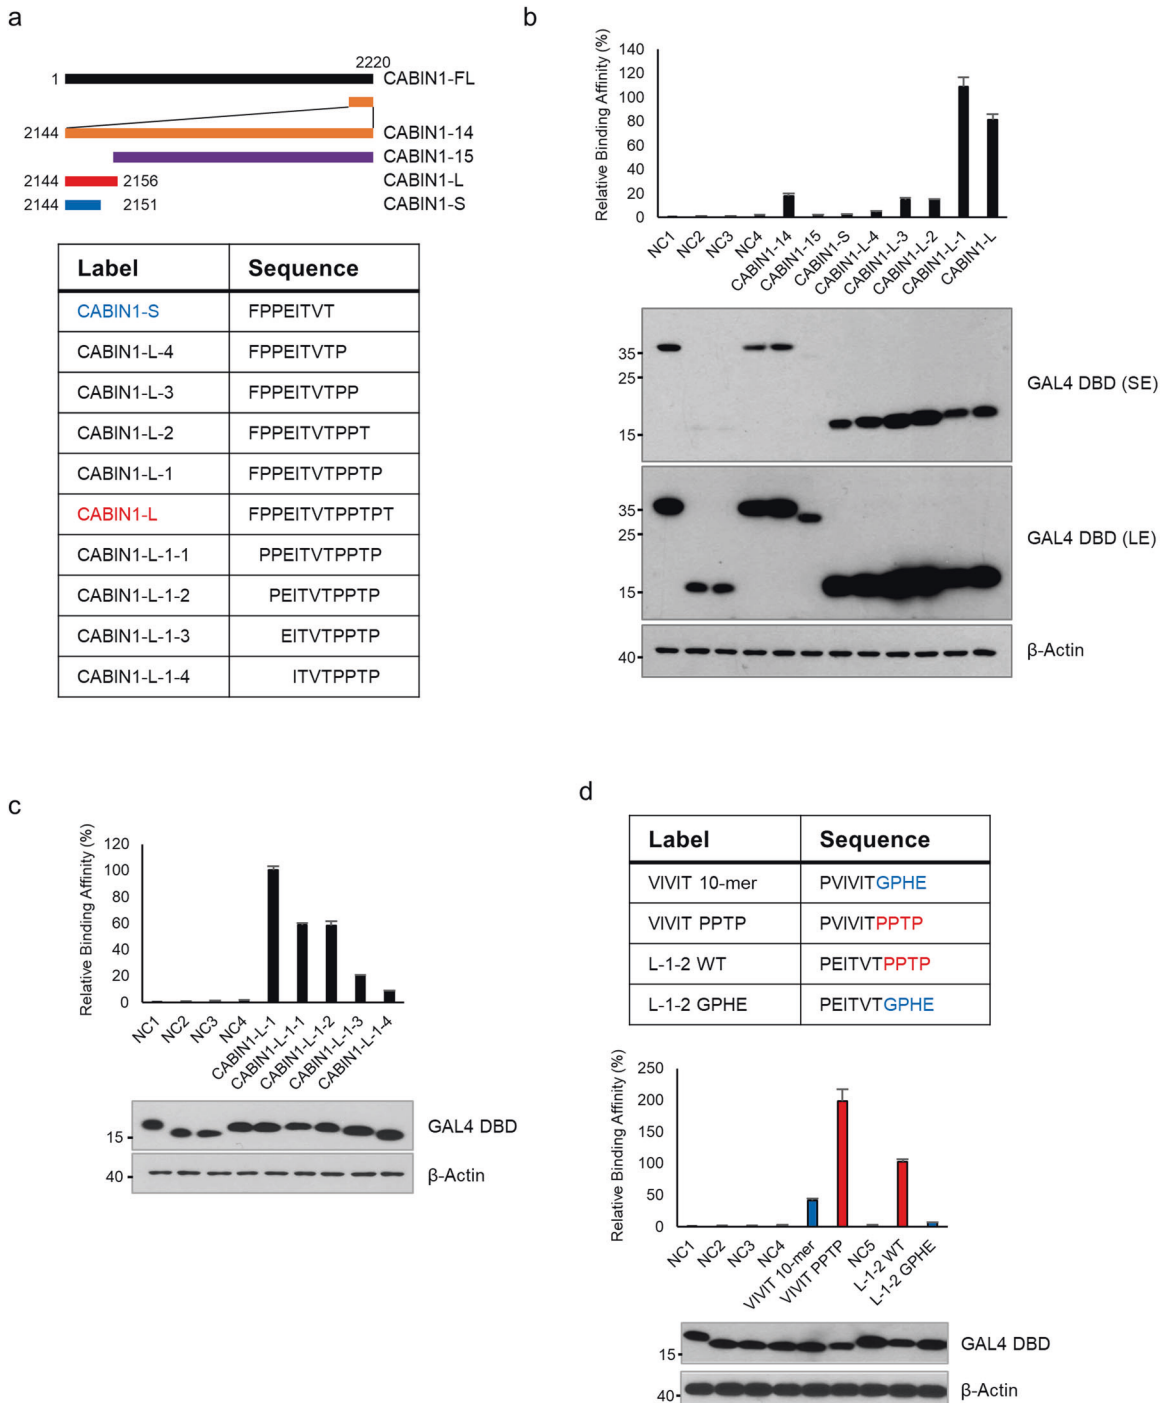 a
2220
1 CABIN1-FL
2144 CABIN1-14
CABIN1-15
2144 2156 CABIN1-L
2144 2151 CABIN1-S
Label Sequence
CABIN1-S FPPEITVT
CABIN1-L-4 FPPEITVTP
CABIN1-L-3 FPPEITVTPP
CABIN1-L-2 FPPEITVTPPT
CABIN1-L-1 FPPEITVTPPTP
CABIN1-L FPPEITVTPPTPT
CABIN1-L-1-1 PPEITVTPPTP
CABIN1-L-1-2 PEITVTPPTP
CABIN1-L-1-3 EITVTPPTP
CABIN1-L-1-4 ITVTPPTP
b
Relative Binding Affinity (%)
140
120
100
80
60
40
20
0
NC1 NC2 NC3 NC4 CABIN1-14 CABIN1-15 CABIN1-S CABIN1-L-4 CABIN1-L-3 CABIN1-L-2 CABIN1-L-1 CABIN1-L
35
25
15
GAL4 DBD (SE)
35
25
15
GAL4 DBD (LE)
40
β-Actin
c
Relative Binding Affinity (%)
120
100
80
60
40
20
0
NC1 NC2 NC3 NC4 CABIN1-L-1 CABIN1-L-1-1 CABIN1-L-1-2 CABIN1-L-1-3 CABIN1-L-1-4
15 GAL4 DBD
40 β-Actin
d
Label Sequence
VIVIT 10-mer PVIVITGPHE
VIVIT PPTP PVIVITPPTP
L-1-2 WT PEITVTPPTP
L-1-2 GPHE PEITVTGPHE
Relative Binding Affinity (%)
250
200
150
100
50
0
NC1 NC2 NC3 NC4 VIVIT 10-mer VIVIT PPTP NC5 L-1-2 WT L-1-2 GPHE
15 GAL4 DBD
40 β-Actin